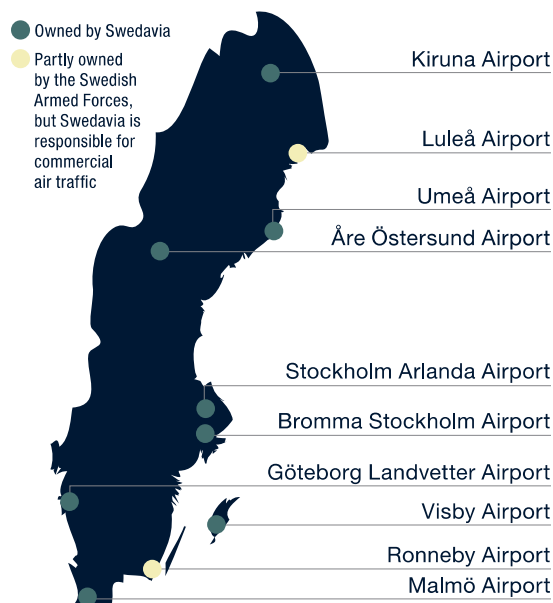 Owned by Swedavia
Partly owned
by the Swedish
Armed Forces,
but Swedavia is
responsible for
commercial
air traffic
Kiruna Airport
Luleå Airport
Umeå Airport
Åre Östersund Airport
Stockholm Arlanda Airport
Bromma Stockholm Airport
Göteborg Landvetter Airport
Visby Airport
Ronneby Airport
Malmö Airport